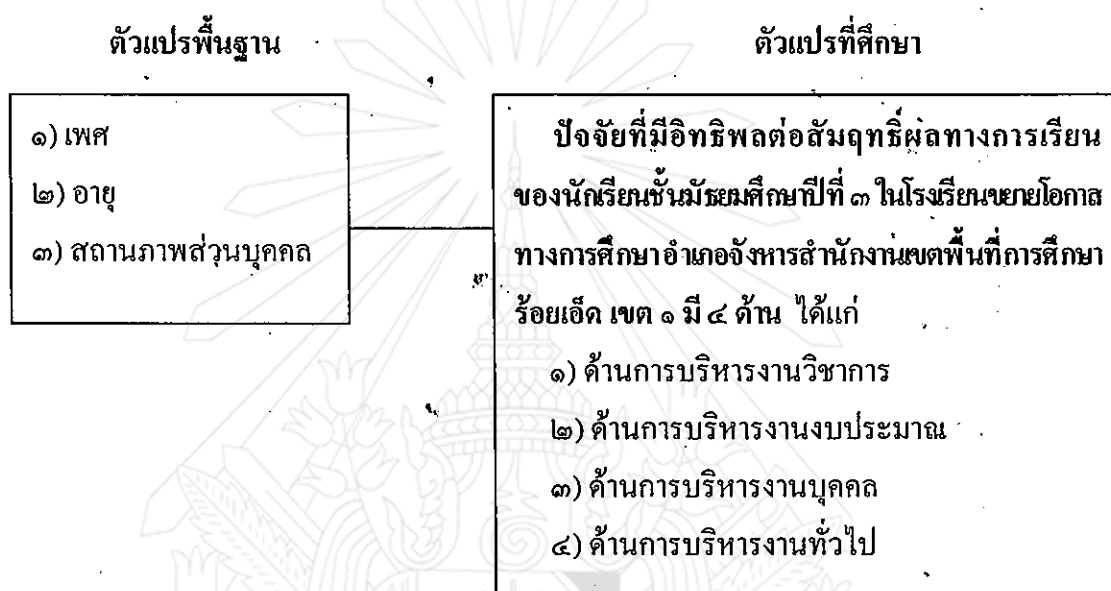 ตัวแปรพื้นฐาน
๑) เพศ
๒) อายุ
๓) สถานภาพส่วนบุคคล
ตัวแปรที่ศึกษา
ปัจจัยที่มีอิทธิพลต่อสัมฤทธิ์ผลทางการเรียน
ของนักเรียนชั้นมัธยมศึกษาปีที่ ๓ ในโรงเรียนขยายโอกาส
ทางการศึกษา อำเภอจังหารสำนักงานเขตพื้นที่การศึกษา
ร้อยเอ็ด เขต ๑ มี ๔ ด้าน ได้แก่
๑) ด้านการบริหารงานวิชาการ
๒) ด้านการบริหารงานงบประมาณ
๓) ด้านการบริหารงานบุคคล
๔) ด้านการบริหารงานทั่วไป